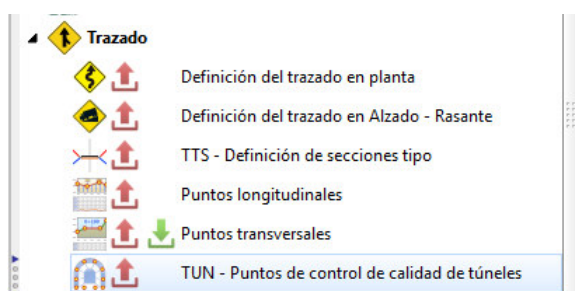 Trazado
Definición del trazado en planta
Definición del trazado en Alzado - Rasante
TTS - Definición de secciones tipo
Puntos longitudinales
Puntos transversales
TUN - Puntos de control de calidad de túneles